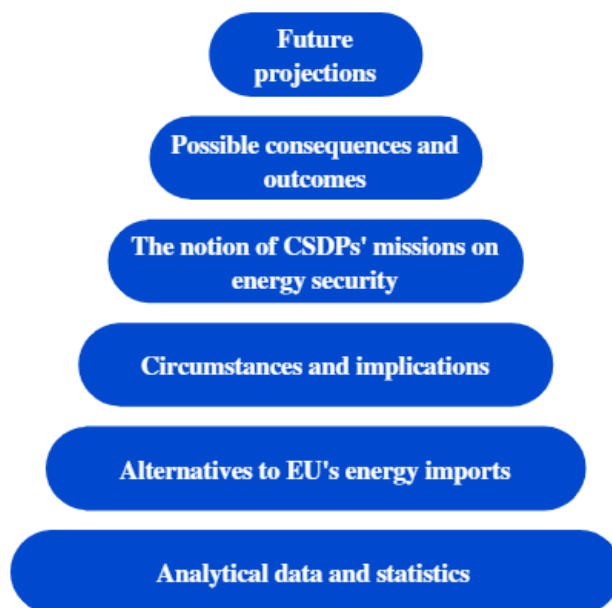 Future
projections
Possible consequences and
outcomes
The notion of CSDPs' missions on
energy security
Circumstances and implications
Alternatives to EU's energy imports
Analytical data and statistics